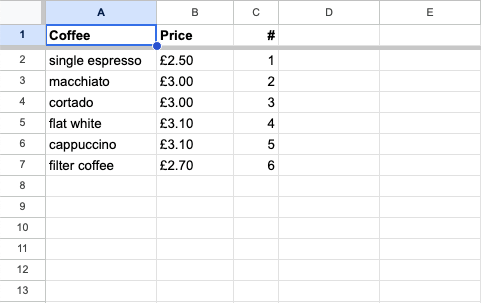 A B C D E
1 Coffee Price #
2 single espresso £2.50 1
3 macchiato £3.00 2
4 cortado £3.00 3
5 flat white £3.10 4
6 cappuccino £3.10 5
7 filter coffee £2.70 6
8
9
10
11
12
13